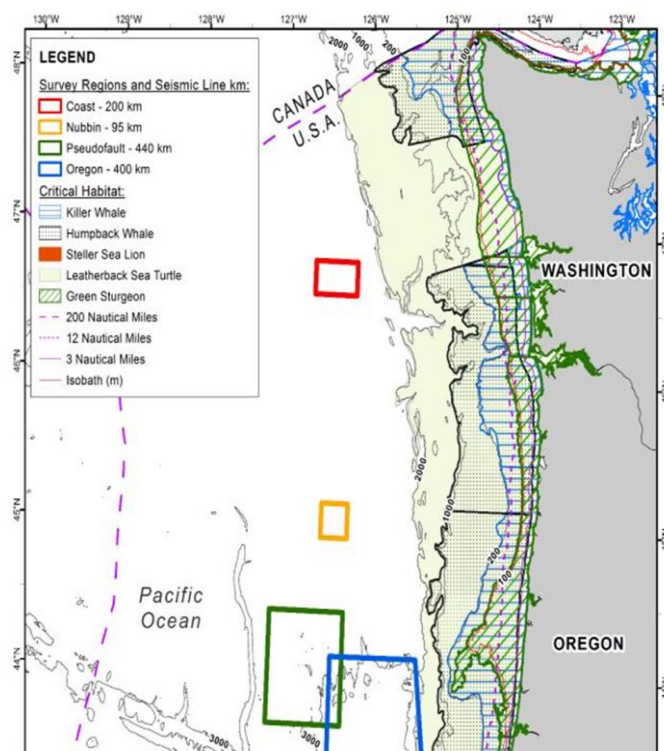 130°W
129°W
128°W
127°W
126°W
125°W
124°W
123°W
48°N
47°N
46°N
45°N
44°N
LEGEND
Survey Regions and Seismic Line km:
Coast - 200 km
Nubbin - 95 km
Pseudofault - 440 km
Oregon - 400 km
Critical Habitat:
Killer Whale
Humpback Whale
Steller Sea Lion
Leatherback Sea Turtle
Green Sturgeon
200 Nautical Miles
12 Nautical Miles
3 Nautical Miles
Isobath (m)
2000
1000
200
100
CANADA
U.S.A.
WASHINGTON
2000
1000
200
100
Pacific
Ocean
OREGON
3000
3000